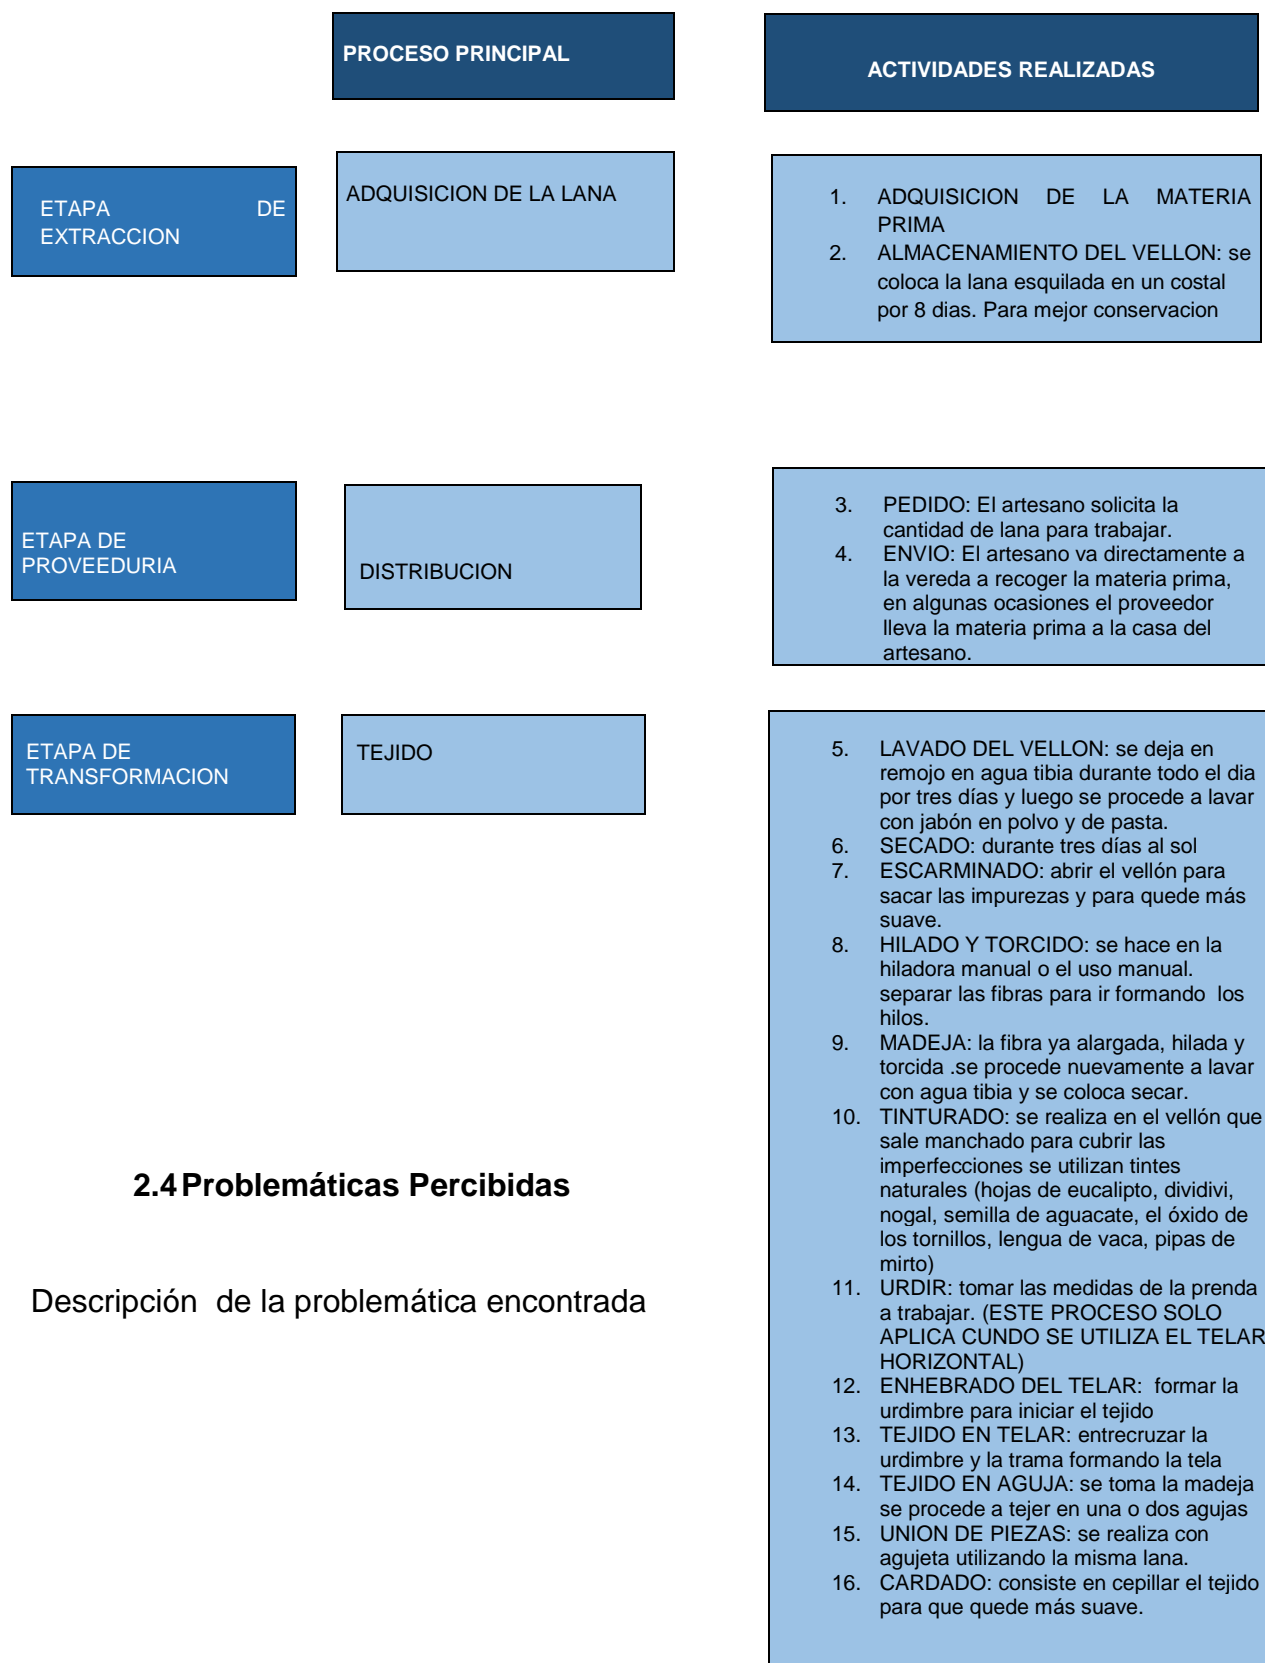 PROCESO PRINCIPAL
ACTIVIDADES REALIZADAS
ETAPA DE
EXTRACCION
ADQUISICION DE LA LANA
1. ADQUISICION DE LA MATERIA
PRIMA
2. ALMACENAMIENTO DEL VELLON: se
coloca la lana esquilada en un costal
por 8 dias. Para mejor conservacion
ETAPA DE
PROVEEDURIA
DISTRIBUCION
3. PEDIDO: El artesano solicita la
cantidad de lana para trabajar.
4. ENVIO: El artesano va directamente a
la vereda a recoger la materia prima,
en algunas ocasiones el proveedor
lleva la materia prima a la casa del
artesano.
ETAPA DE
TRANSFORMACION
TEJIDO
5. LAVADO DEL VELLON: se deja en
remojo en agua tibia durante todo el dia
por tres días y luego se procede a lavar
con jabón en polvo y de pasta.
6. SECADO: durante tres días al sol
7. ESCARMINADO: abrir el vellón para
sacar las impurezas y para quede más
suave.
8. HILADO Y TORCIDO: se hace en la
hiladora manual o el uso manual.
separar las fibras para ir formando  los
hilos.
9. MADEJA: la fibra ya alargada, hilada y
torcida .se procede nuevamente a lavar
con agua tibia y se coloca secar.
10. TINTURADO: se realiza en el vellón que
sale manchado para cubrir las
imperfecciones se utilizan tintes
naturales (hojas de eucalipto, dividivi,
nogal, semilla de aguacate, el óxido de
los tornillos, lengua de vaca, pipas de
mirto)
11. URDIR: tomar las medidas de la prenda
a trabajar. (ESTE PROCESO SOLO
APLICA CUNDO SE UTILIZA EL TELAR
HORIZONTAL)
12. ENHEBRADO DEL TELAR:  formar la
urdimbre para iniciar el tejido
13. TEJIDO EN TELAR: entrecruzar la
urdimbre y la trama formando la tela
14. TEJIDO EN AGUJA: se toma la madeja
se procede a tejer en una o dos agujas
15. UNION DE PIEZAS: se realiza con
agujeta utilizando la misma lana.
16. CARDADO: consiste en cepillar el tejido
para que quede más suave.
2.4 Problemáticas Percibidas
Descripción  de la problemática encontrada